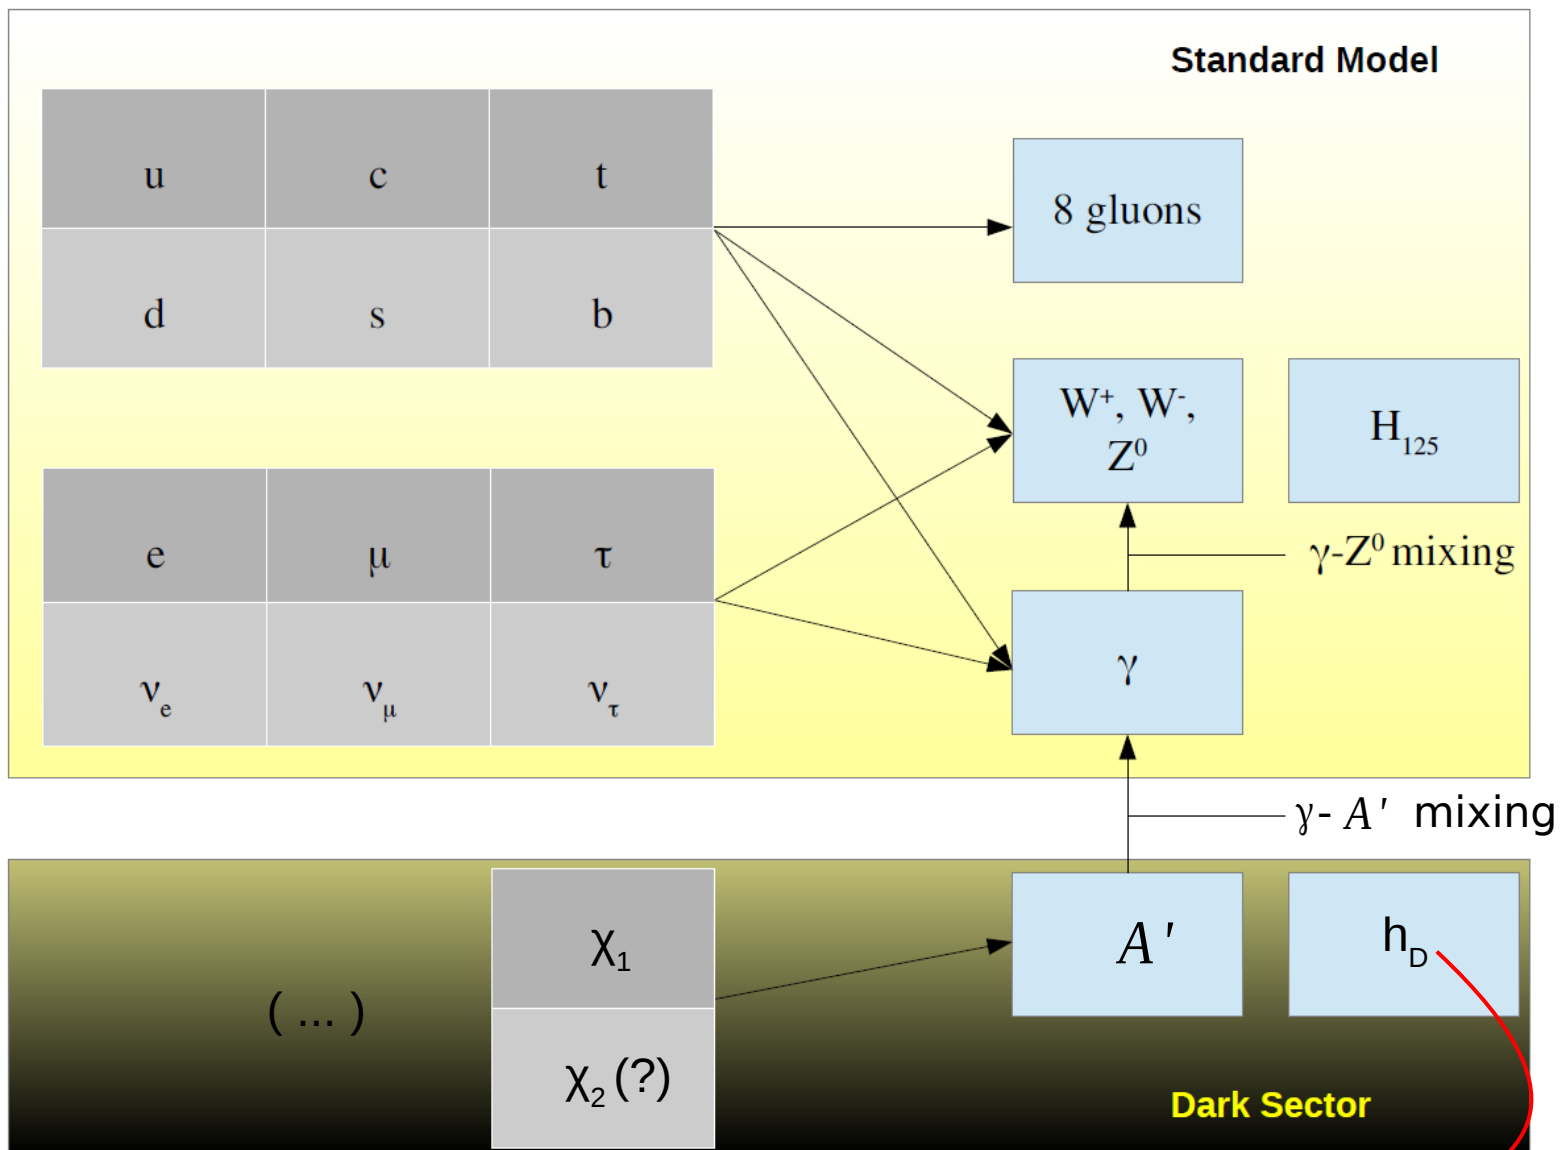 Standard Model
u c t
8 gluons
d s b
W⁺, W⁻,
Z⁰
H₁₂₅
e μ τ
γ-Z⁰ mixing
νₑ ν_μ ν_τ
γ
γ- A′ mixing
χ₁
A′
h_D
( ... )
χ₂ (?)
Dark Sector